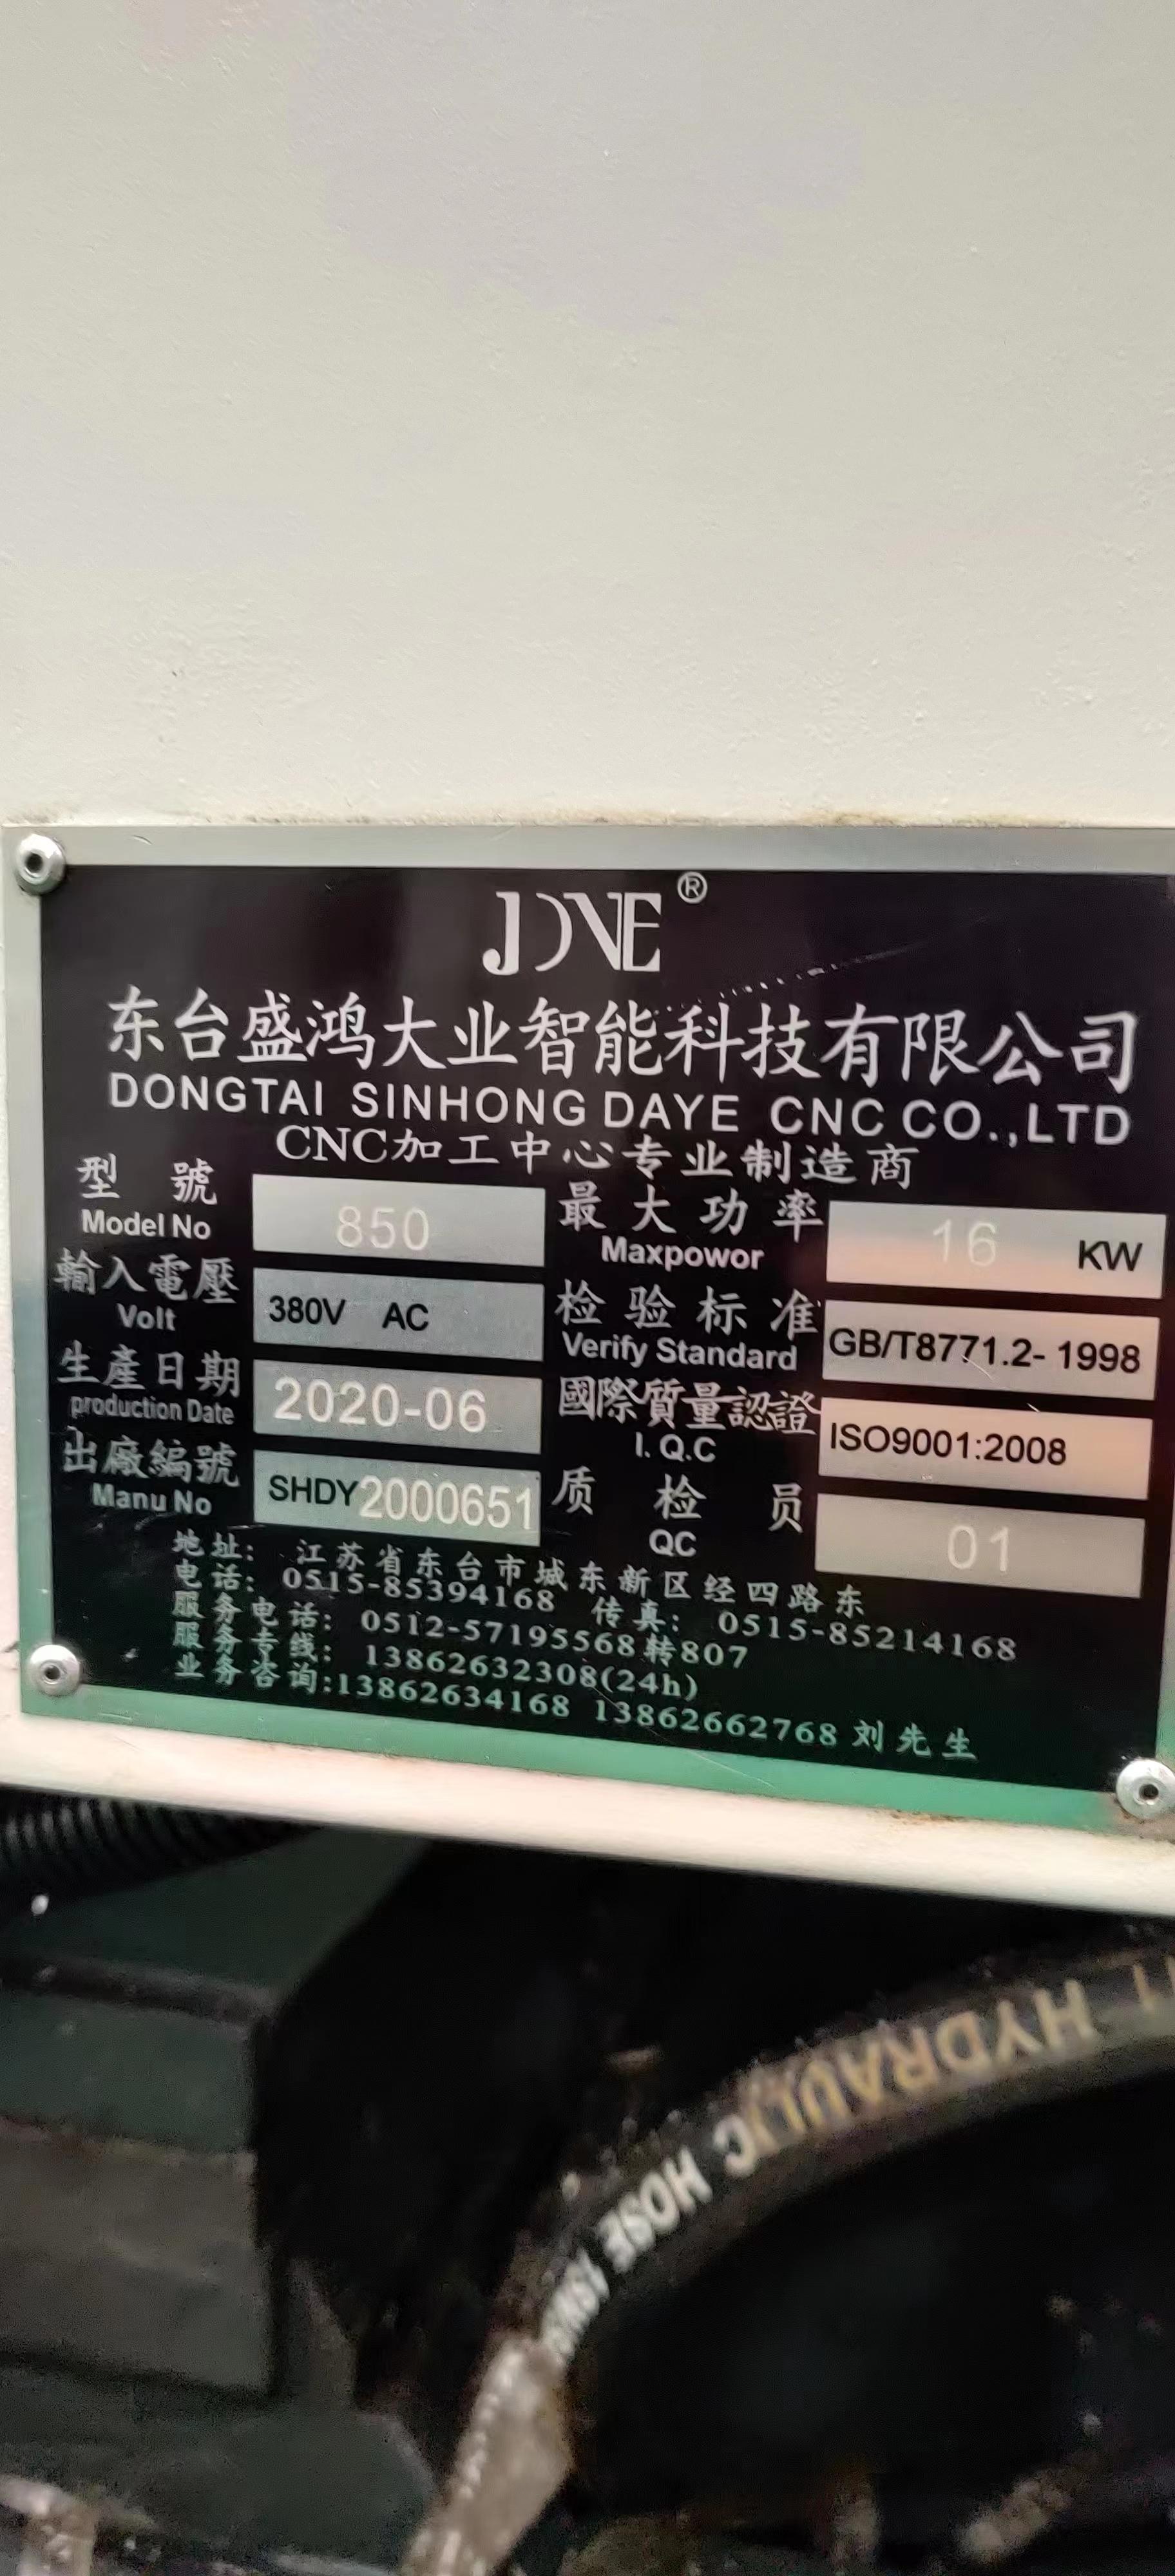 JDNE®
东台盛鸿大业智能科技有限公司
DONGTAI SINHONG DAYE CNC CO.,LTD
CNC加工中心专业制造商
型號 850 最大功率 16 KW
Model No Maxpowor
輸入電壓 380V AC 检验标准 GB/T8771.2-1998
Volt Verify Standard
生產日期 2020-06 國際質量認證 ISO9001:2008
production Date I.Q.C
出廠編號 SHDY2000651 质检员 01
Manu No QC
地址: 江苏省东台市城东新区经四路东
电话: 0515-85394168 传真: 0515-85214168
服务电话: 0512-57195568转807
服务专线: 13862632308(24h)
业务咨询:13862634168 13862662768 刘先生
HYDRAULIC HOSE